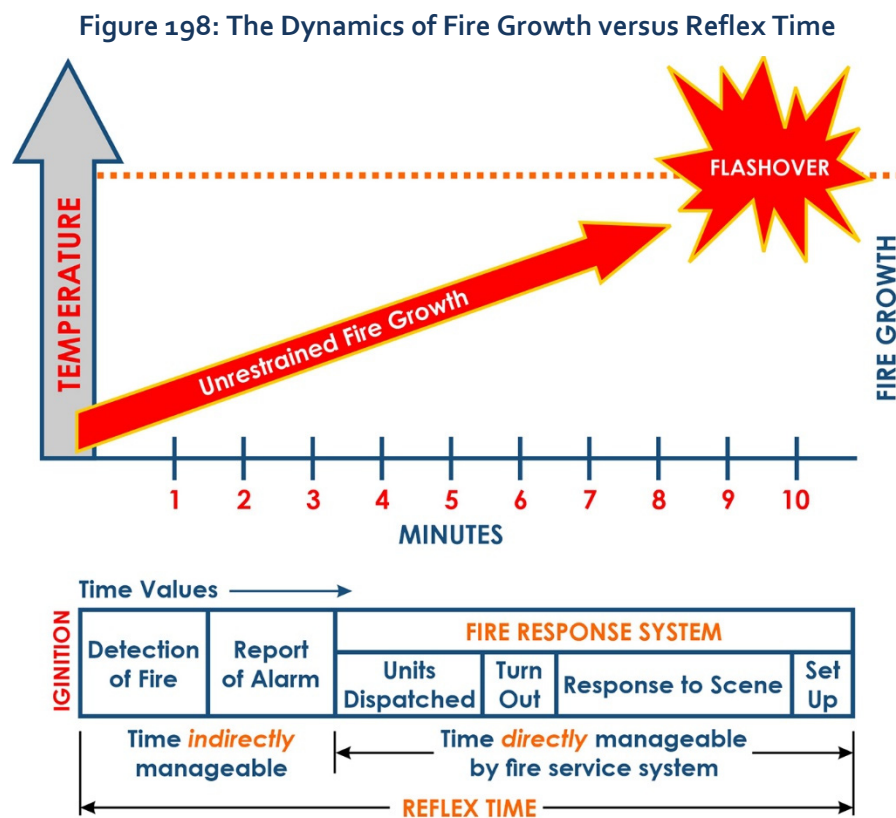 Figure 198: The Dynamics of Fire Growth versus Reflex Time
TEMPERATURE
FLASHOVER
Unrestrained Fire Growth
FIRE GROWTH
1 2 3 4 5 6 7 8 9 10
MINUTES
Time Values
IGINITION
Detection
of Fire
Report
of Alarm
FIRE RESPONSE SYSTEM
Units
Dispatched
Turn
Out
Response to Scene
Set
Up
Time indirectly
manageable
Time directly manageable
by fire service system
REFLEX TIME